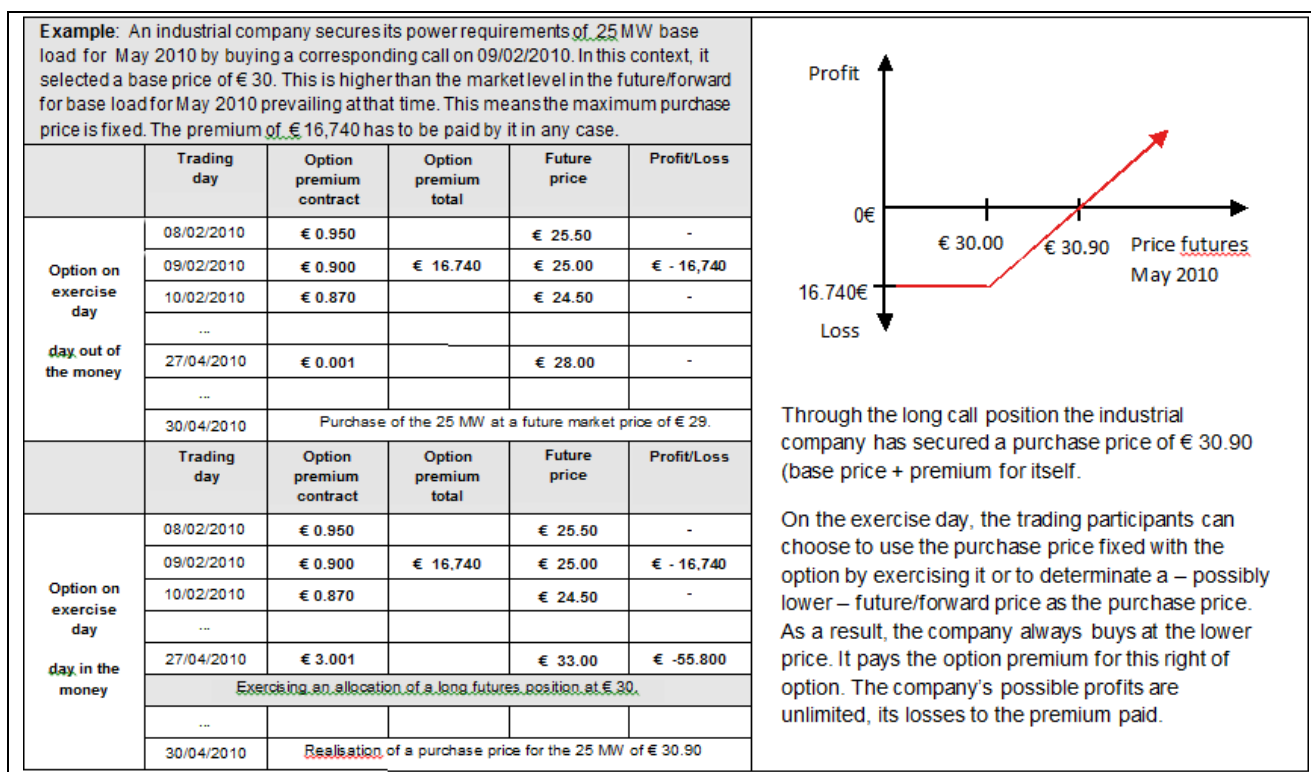 Example: An industrial company secures its power requirements of 25 MW base
load for May 2010 by buying a corresponding call on 09/02/2010. In this context, it
selected a base price of € 30. This is higher than the market level in the future/forward
for base load for May 2010 prevailing at that time. This means the maximum purchase
price is fixed. The premium of € 16,740 has to be paid by it in any case.
Trading day Option premium contract Option premium total Future price Profit/Loss
Option on exercise day day out of the money
08/02/2010 € 0.950 € 25.50 -
09/02/2010 € 0.900 € 16.740 € 25.00 € - 16,740
10/02/2010 € 0.870 € 24.50 -
...
27/04/2010 € 0.001 € 28.00 -
...
30/04/2010 Purchase of the 25 MW at a future market price of € 29.
Trading day Option premium contract Option premium total Future price Profit/Loss
Option on exercise day day in the money
08/02/2010 € 0.950 € 25.50 -
09/02/2010 € 0.900 € 16,740 € 25.00 € - 16,740
10/02/2010 € 0.870 € 24.50 -
...
27/04/2010 € 3.001 € 33.00 € -55.800
Exercising an allocation of a long futures position at € 30.
...
30/04/2010 Realisation of a purchase price for the 25 MW of € 30.90
Profit
0€
€ 30.00 € 30.90 Price futures
May 2010
16.740€
Loss
Through the long call position the industrial
company has secured a purchase price of € 30.90
(base price + premium for itself.
On the exercise day, the trading participants can
choose to use the purchase price fixed with the
option by exercising it or to determinate a – possibly
lower – future/forward price as the purchase price.
As a result, the company always buys at the lower
price. It pays the option premium for this right of
option. The company's possible profits are
unlimited, its losses to the premium paid.